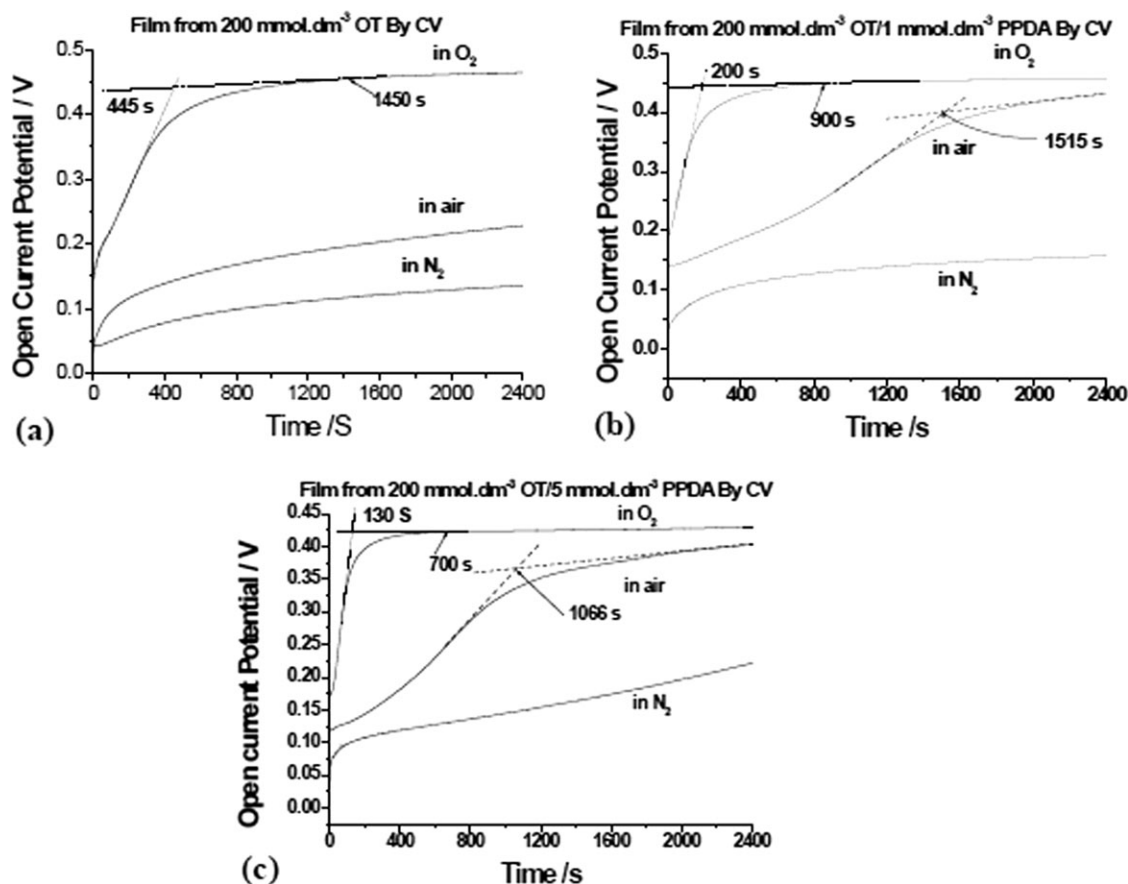 Film from 200 mmol.dm⁻³ OT By CV
Open Current Potential / V
0.5
0.4
0.3
0.2
0.1
0.0
in O₂
445 s
1450 s
in air
in N₂
0 400 800 1200 1600 2000 2400
Time /S
(a)
Film from 200 mmol.dm⁻³ OT/1 mmol.dm⁻³ PPDA By CV
Open Current Potential / V
0.5
0.4
0.3
0.2
0.1
0.0
in O₂
200 s
900 s
in air
1515 s
in N₂
0 400 800 1200 1600 2000 2400
Time /s
(b)
Film from 200 mmol.dm⁻³ OT/5 mmol.dm⁻³ PPDA By CV
Open current Potential / V
0.45
0.40
0.35
0.30
0.25
0.20
0.15
0.10
0.05
0.00
130 S
in O₂
700 s
in air
1066 s
in N₂
0 400 800 1200 1600 2000 2400
Time /s
(c)